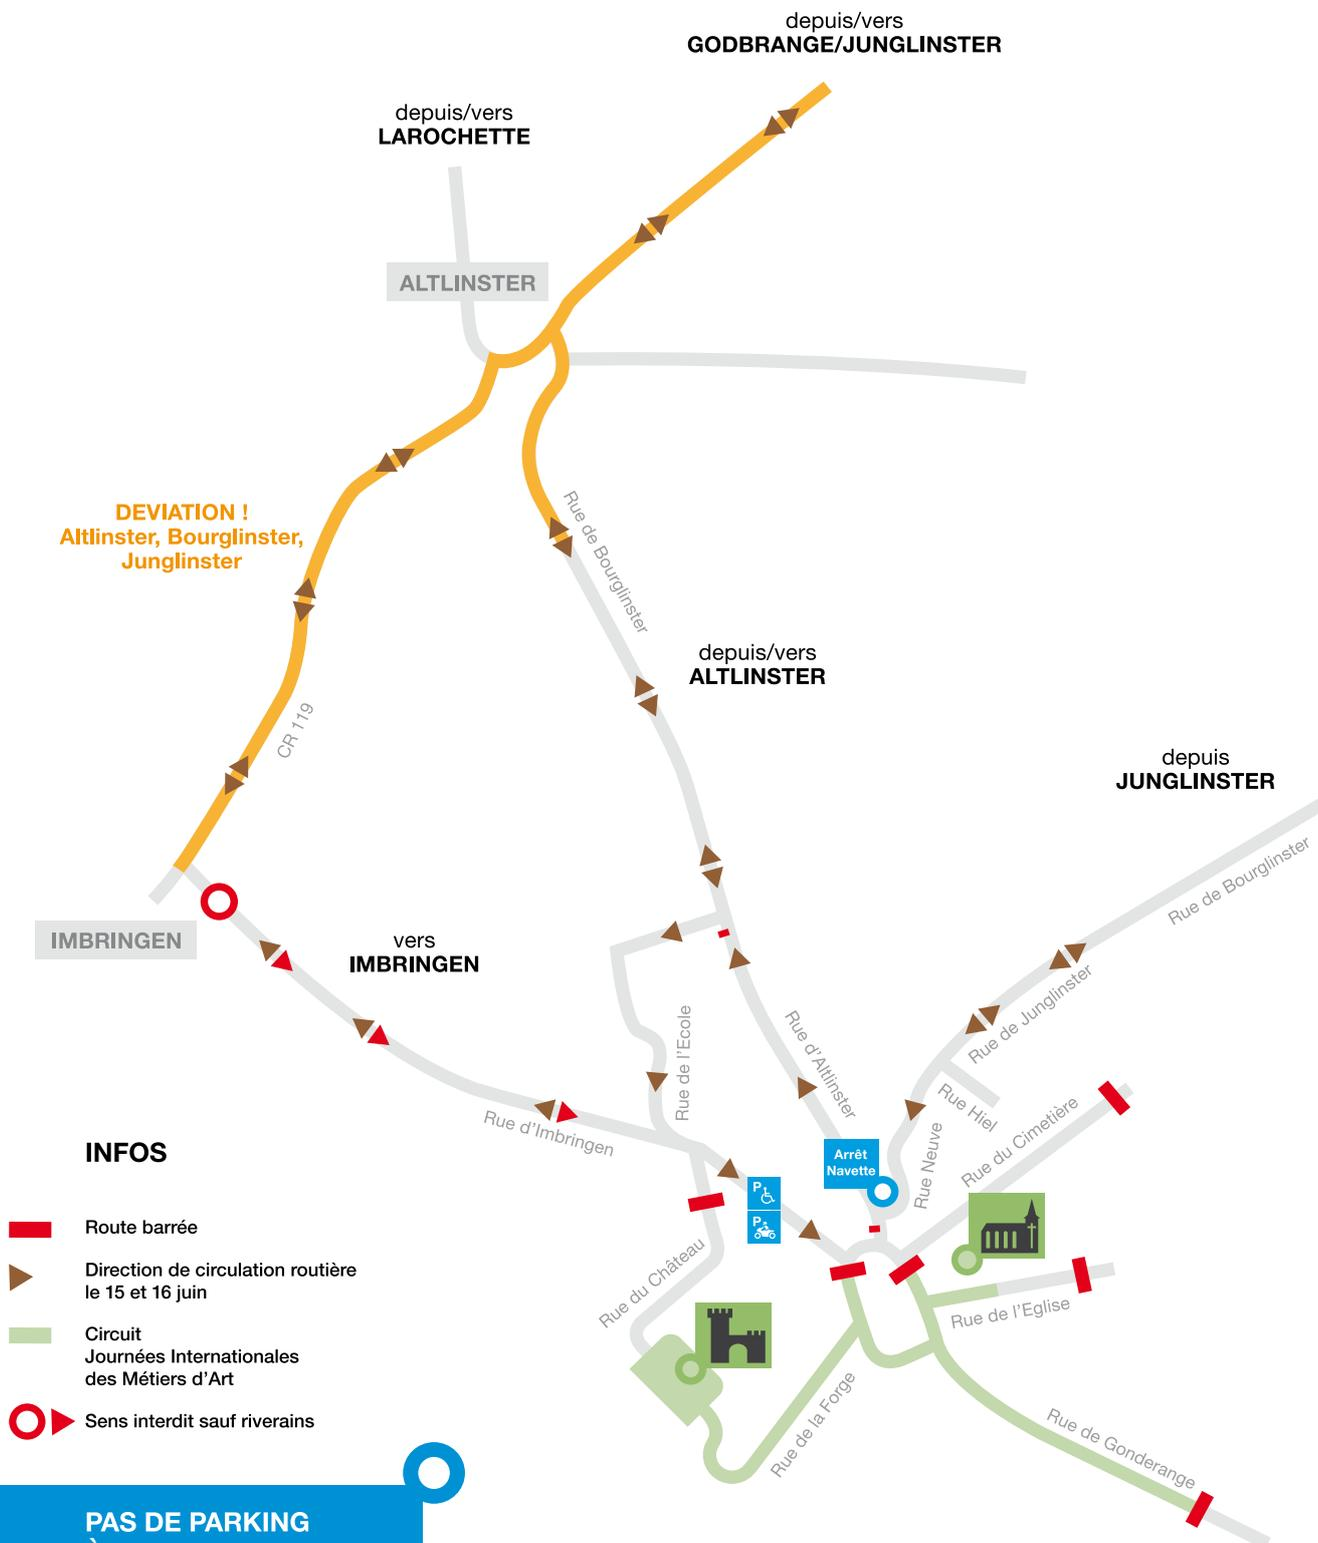 depuis/vers
GODBRANGE/JUNGLINSTER
depuis/vers
LAROCHETTE
ALTLINSTER
DEVIATION !
Altlinster, Bourglinster,
Junglinster
Rue de Bourglinster
depuis/vers
ALTLINSTER
CR 119
depuis
JUNGLINSTER
Rue de Bourglinster
IMBRINGEN
vers
IMBRINGEN
Rue de Junglinster
Rue de l'Ecole
Rue d'Altlinster
Rue Hiel
Rue du Cimetière
Rue d'Imbringen
Rue Neuve
Arrêt
Navette
P
P
Rue du Château
Rue de l'Eglise
Rue de la Forge
Rue de Gonderange
INFOS
Route barrée
Direction de circulation routière
le 15 et 16 juin
Circuit
Journées Internationales
des Métiers d'Art
Sens interdit sauf riverains
PAS DE PARKING